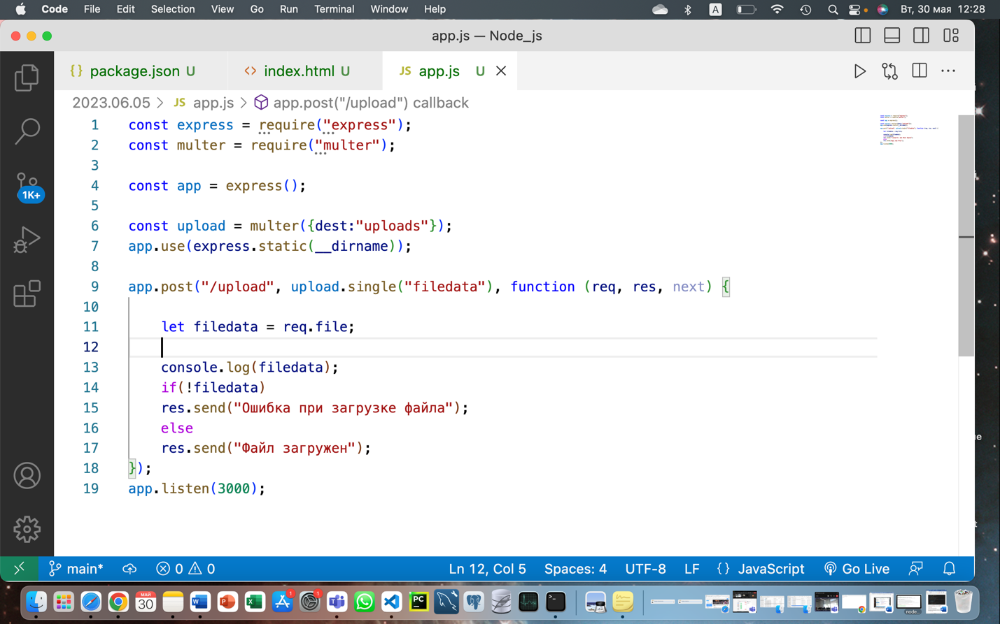 Code File Edit Selection View Go Run Terminal Window Help A Вт, 30 мая 12:28
app.js — Node_js
{} package.json U <> index.html U JS app.js U
2023.06.05 > JS app.js > app.post("/upload") callback
1 const express = require("express");
2 const multer = require("multer");
3
4 const app = express();
5
6 const upload = multer({dest:"uploads"});
7 app.use(express.static(__dirname));
8
9 app.post("/upload", upload.single("filedata"), function (req, res, next) {
10
11 let filedata = req.file;
12
13 console.log(filedata);
14 if(!filedata)
15 res.send("Ошибка при загрузке файла");
16 else
17 res.send("Файл загружен");
18 });
19 app.listen(3000);
1K+
main* 0 0 Ln 12, Col 5 Spaces: 4 UTF-8 LF {} JavaScript Go Live
МАЙ
30
W P X 1 1 T PC >_
node...